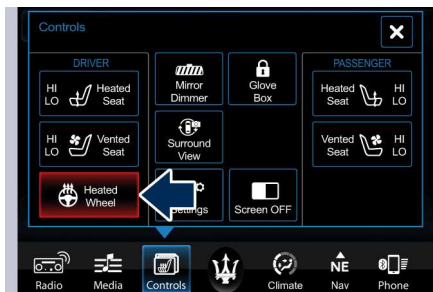 Controls
DRIVER
PASSENGER
HI
LO
Heated
Seat
Mirror
Dimmer
Glove
Box
Heated
Seat
HI
LO
HI
LO
Vented
Seat
Surround
View
Vented
Seat
HI
LO
Heated
Wheel
Screen OFF
Radio
Media
Controls
Climate
NE
Nav
Phone